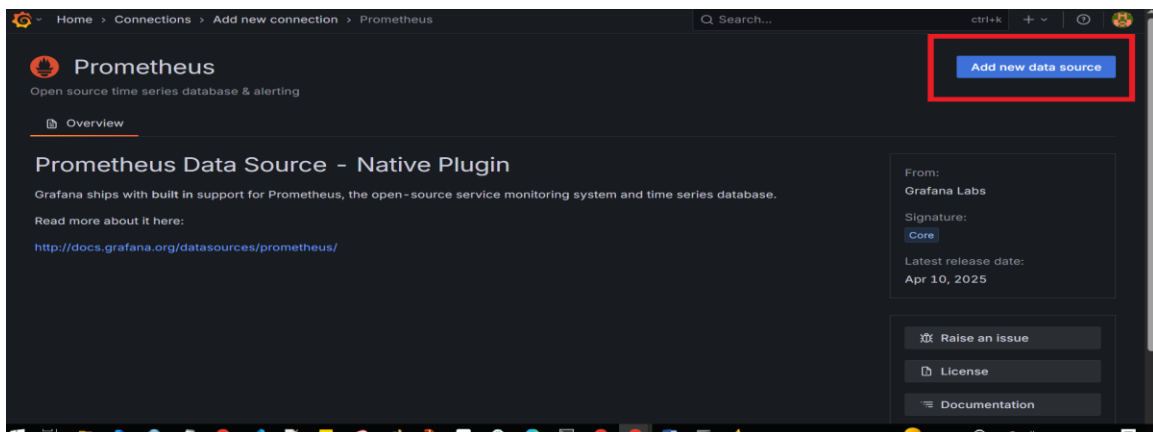 Home › Connections › Add new connection › Prometheus
Search...
ctrl+k
Prometheus
Add new data source
Open source time series database & alerting
Overview
Prometheus Data Source - Native Plugin
Grafana ships with built in support for Prometheus, the open-source service monitoring system and time series database.
Read more about it here:
http://docs.grafana.org/datasources/prometheus/
From:
Grafana Labs
Signature:
Core
Latest release date:
Apr 10, 2025
Raise an issue
License
Documentation